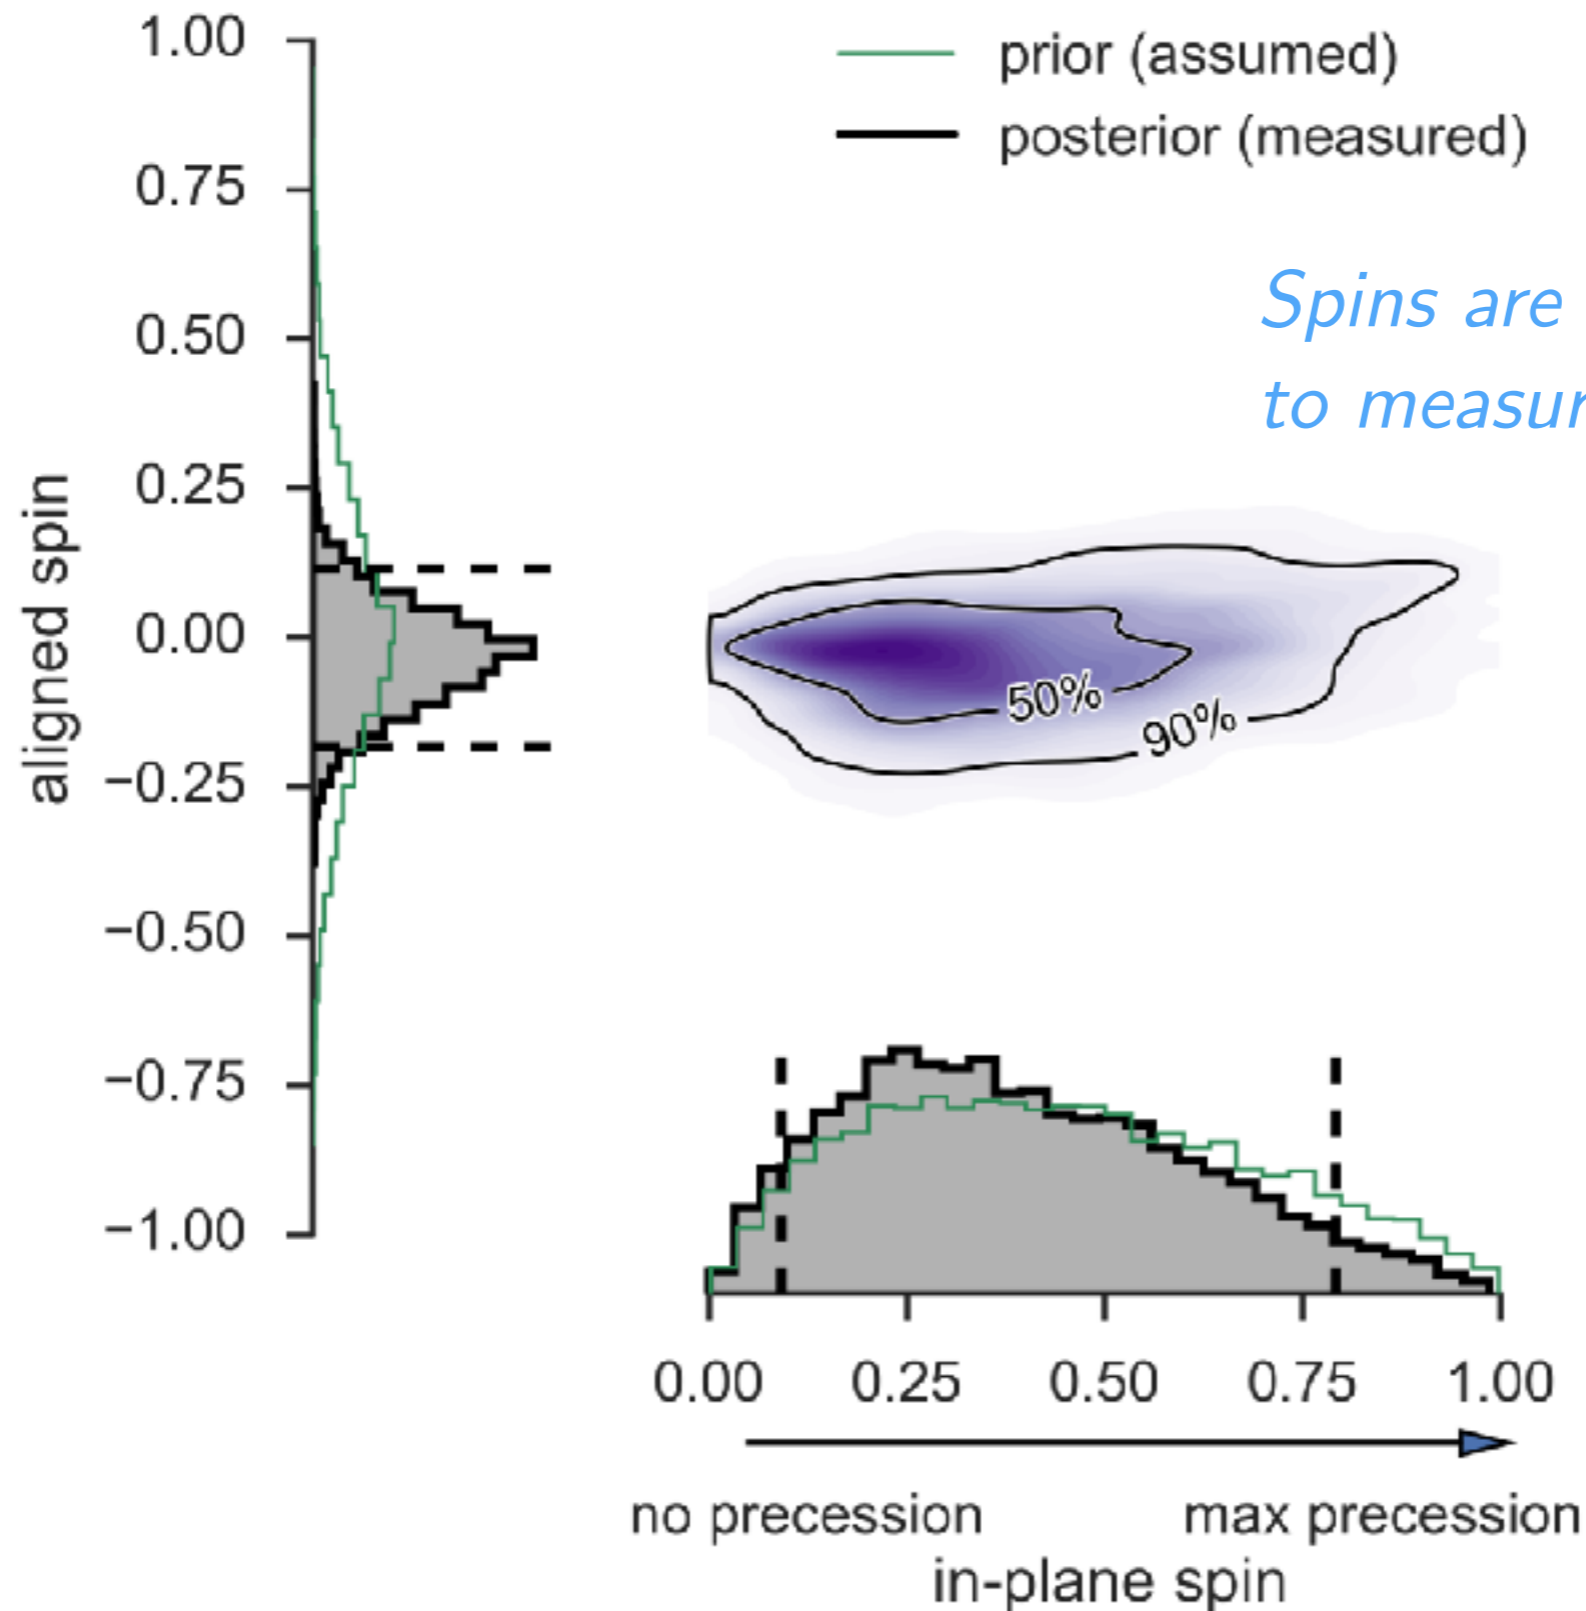 prior (assumed)
posterior (measured)
Spins are
to measur
aligned spin
1.00
0.75
0.50
0.25
0.00
−0.25
−0.50
−0.75
−1.00
50%
90%
0.00 0.25 0.50 0.75 1.00
no precession max precession
in-plane spin